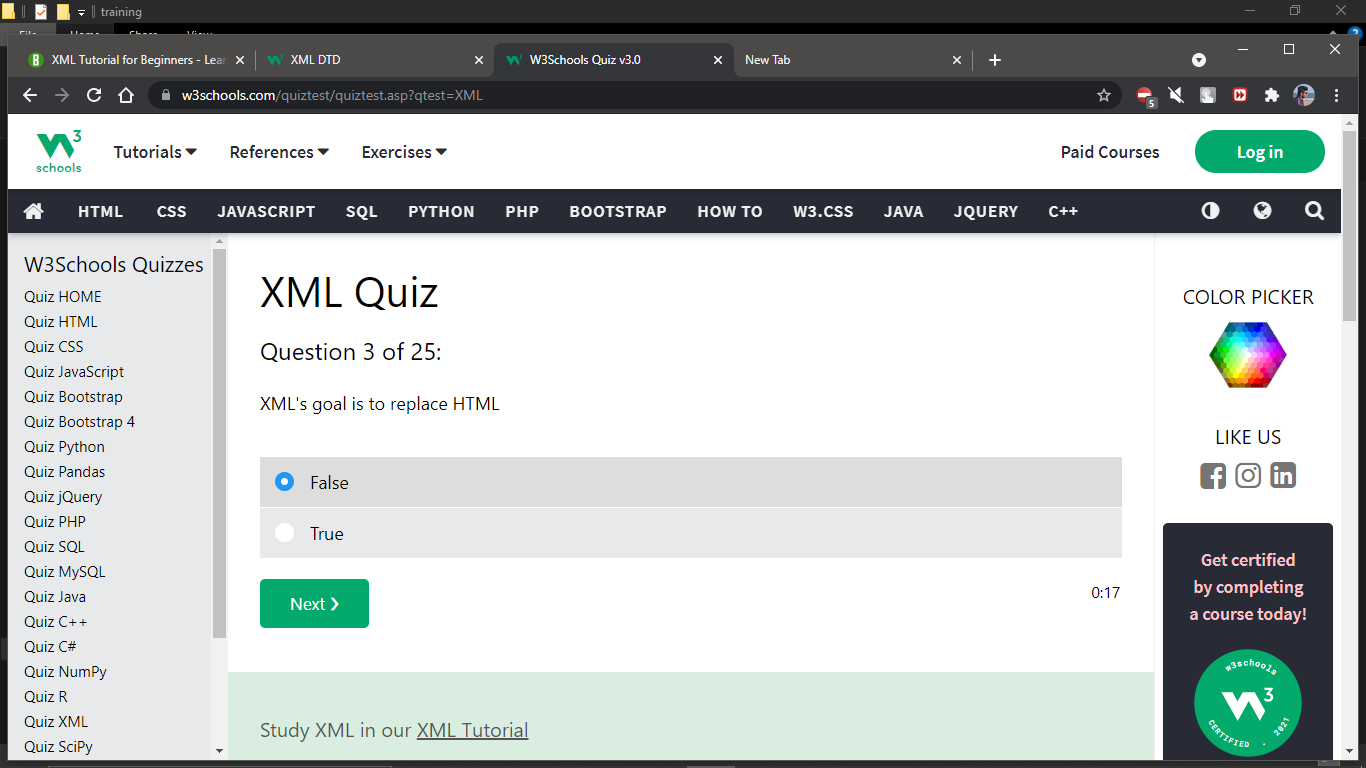 training
File Home Share View
XML Tutorial for Beginners - Lear
XML DTD
W3Schools Quiz v3.0
New Tab
w3schools.com/quiztest/quiztest.asp?qtest=XML
5
3
schools
Tutorials
References
Exercises
Paid Courses
Log in
HTML CSS JAVASCRIPT SQL PYTHON PHP BOOTSTRAP HOW TO W3.CSS JAVA JQUERY C++
W3Schools Quizzes
Quiz HOME
Quiz HTML
Quiz CSS
Quiz JavaScript
Quiz Bootstrap
Quiz Bootstrap 4
Quiz Python
Quiz Pandas
Quiz jQuery
Quiz PHP
Quiz SQL
Quiz MySQL
Quiz Java
Quiz C++
Quiz C#
Quiz NumPy
Quiz R
Quiz XML
Quiz SciPy
XML Quiz
Question 3 of 25:
XML's goal is to replace HTML
False
True
Next ❯
0:17
Study XML in our XML Tutorial
COLOR PICKER
LIKE US
Get certified
by completing
a course today!
w3schools
W3
CERTIFIED . 2021